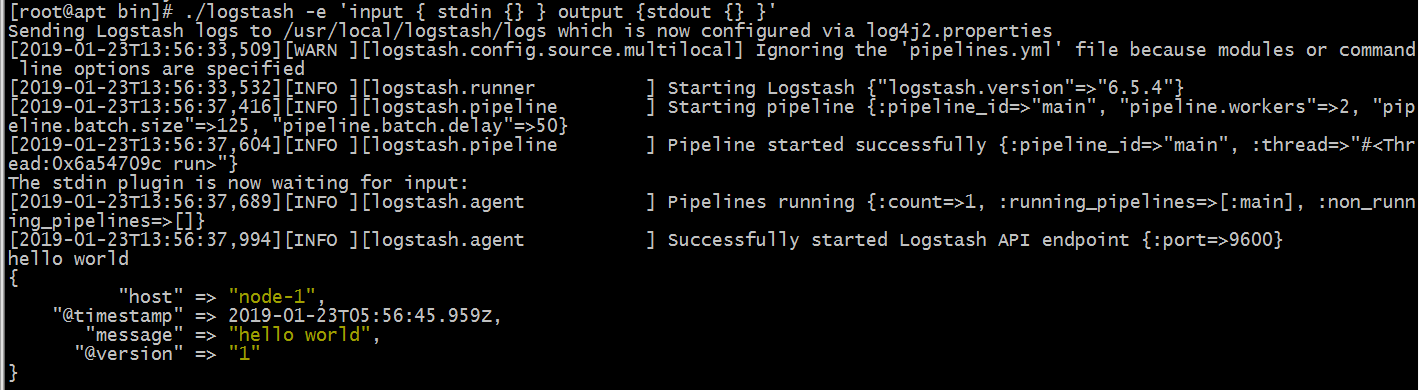 [root@apt bin]# ./logstash -e 'input { stdin {} } output {stdout {} }'
Sending Logstash logs to /usr/local/logstash/logs which is now configured via log4j2.properties
[2019-01-23T13:56:33,509][WARN ][logstash.config.source.multilocal] Ignoring the 'pipelines.yml' file because modules or command
 line options are specified
[2019-01-23T13:56:33,532][INFO ][logstash.runner          ] Starting Logstash {"logstash.version"=>"6.5.4"}
[2019-01-23T13:56:37,416][INFO ][logstash.pipeline        ] Starting pipeline {:pipeline_id=>"main", "pipeline.workers"=>2, "pip
eline.batch.size"=>125, "pipeline.batch.delay"=>50}
[2019-01-23T13:56:37,604][INFO ][logstash.pipeline        ] Pipeline started successfully {:pipeline_id=>"main", :thread=>"#<Thr
ead:0x6a54709c run>"}
The stdin plugin is now waiting for input:
[2019-01-23T13:56:37,689][INFO ][logstash.agent           ] Pipelines running {:count=>1, :running_pipelines=>[:main], :non_runn
ing_pipelines=>[]}
[2019-01-23T13:56:37,994][INFO ][logstash.agent           ] Successfully started Logstash API endpoint {:port=>9600}
hello world
{
          "host" => "node-1",
    "@timestamp" => 2019-01-23T05:56:45.959Z,
       "message" => "hello world",
      "@version" => "1"
}